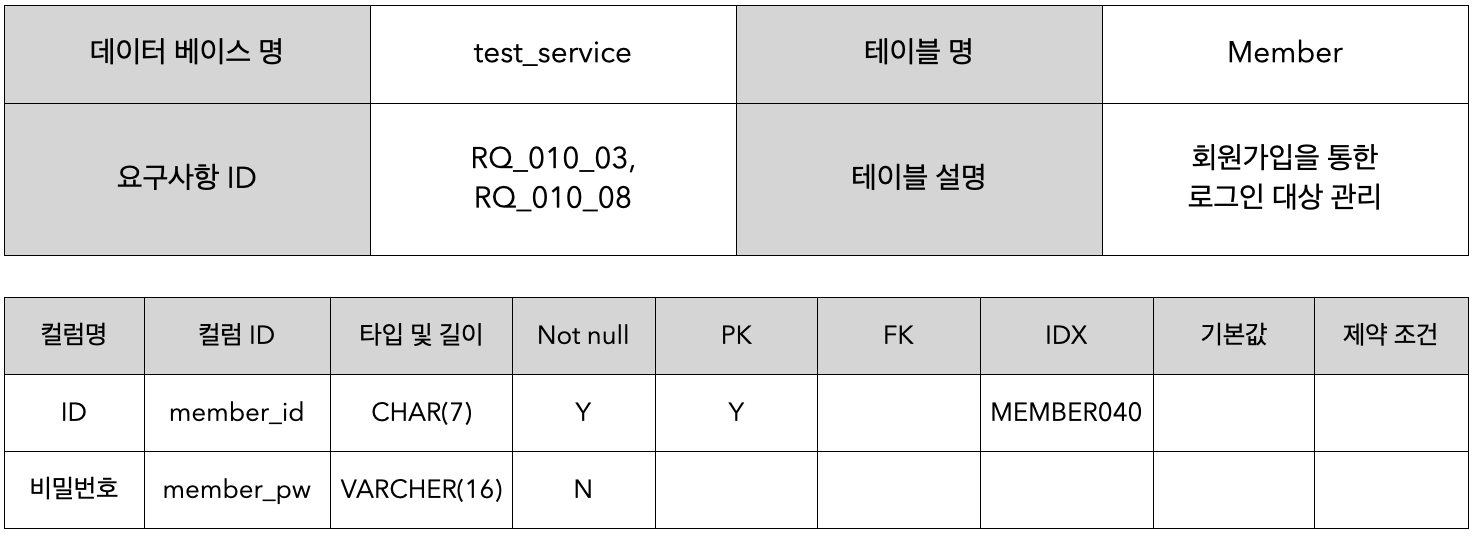 데이터 베이스 명 test_service 테이블 명 Member
요구사항 ID RQ_010_03, 테이블 설명 회원가입을 통한
RQ_010_08 로그인 대상 관리
컬럼명 컬럼 ID 타입 및 길이 Not null PK FK IDX 기본값 제약 조건
ID member_id CHAR(7) Y Y MEMBER040
비밀번호 member_pw VARCHER(16) N